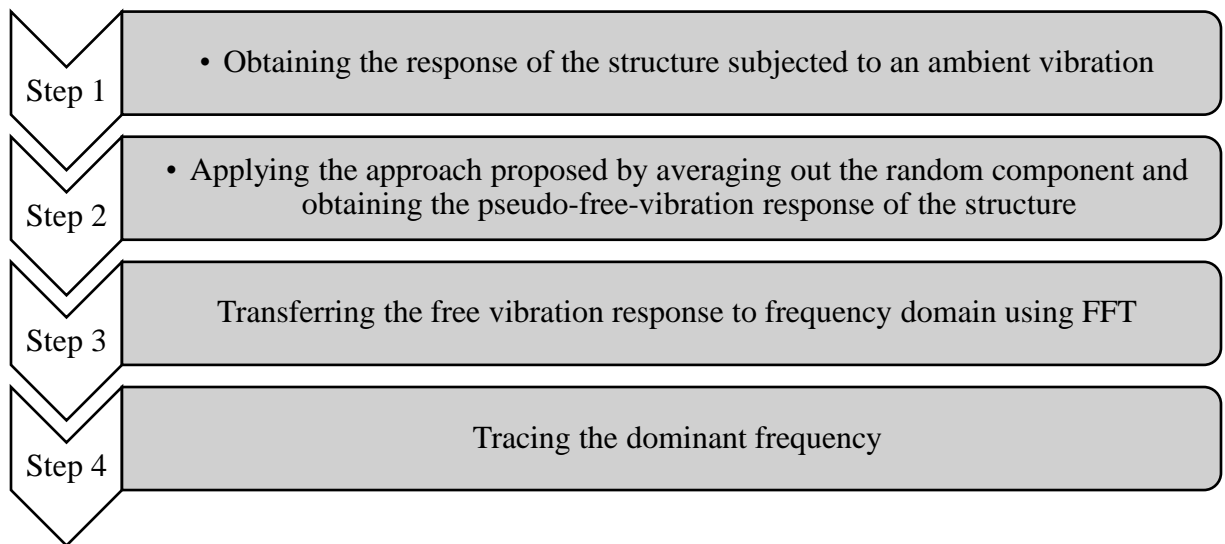 Step 1
• Obtaining the response of the structure subjected to an ambient vibration
Step 2
• Applying the approach proposed by averaging out the random component and
obtaining the pseudo-free-vibration response of the structure
Step 3
Transferring the free vibration response to frequency domain using FFT
Step 4
Tracing the dominant frequency